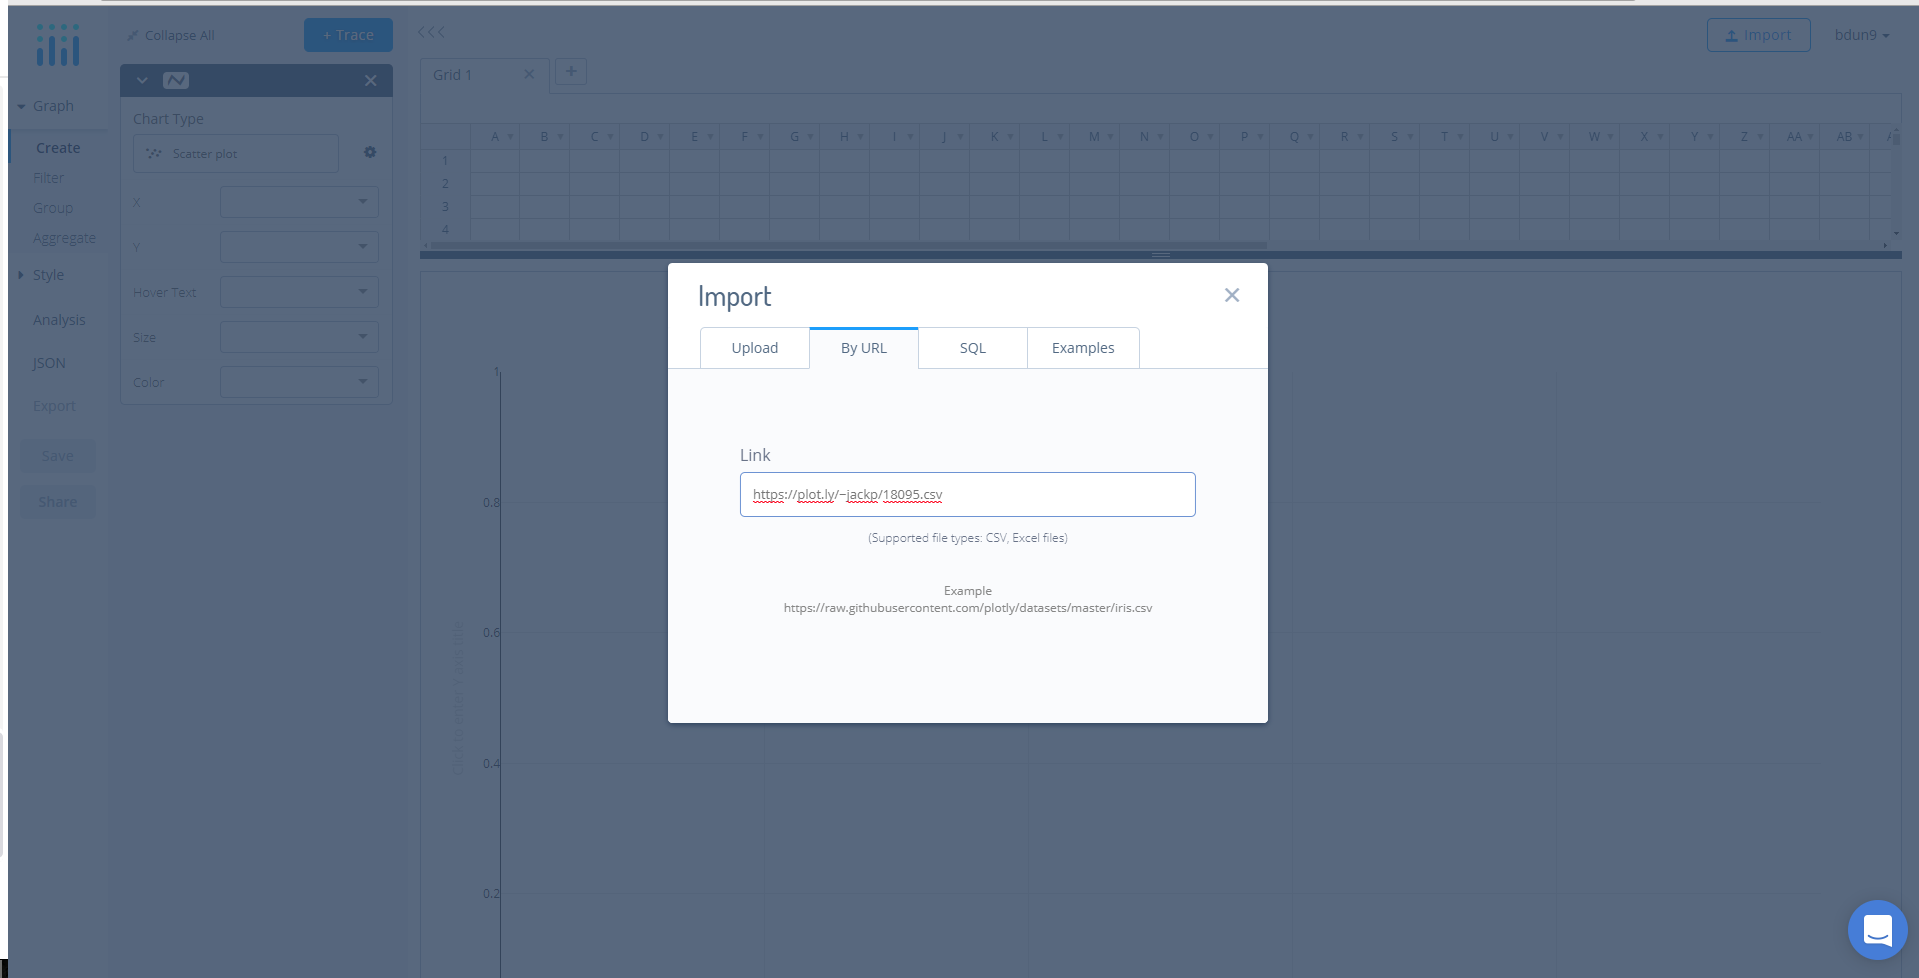 Collapse All
+ Trace
Import
bdun9
Grid 1
+
Graph
Create
Filter
Group
Aggregate
Style
Analysis
JSON
Export
Save
Share
Chart Type
Scatter plot
X
Y
Hover Text
Size
Color
A B C D E F G H I J K L M N O P Q R S T U V W X Y Z AA AB
1
2
3
4
Import
Upload By URL SQL Examples
Link
https://plot.ly/~jackp/18095.csv
(Supported file types: CSV, Excel files)
Example
https://raw.githubusercontent.com/plotly/datasets/master/iris.csv
1
0.8
0.6
0.4
0.2
Click to enter Y axis title